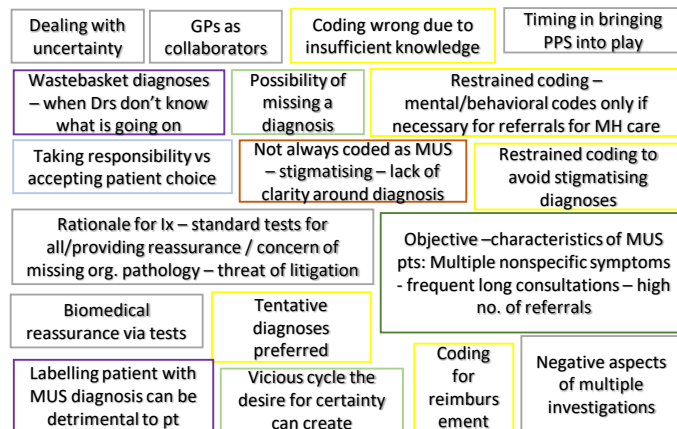 Dealing with
uncertainty
GPs as
collaborators
Coding wrong due to
insufficient knowledge
Timing in bringing
PPS into play
Wastebasket diagnoses
– when Drs don’t know
what is going on
Possibility of
missing a
diagnosis
Restrained coding –
mental/behavioral codes only if
necessary for referrals for MH care
Taking responsibility vs
accepting patient choice
Not always coded as MUS
– stigmatising – lack of
clarity around diagnosis
Restrained coding to
avoid stigmatising
diagnoses
Rationale for Ix – standard tests for
all/providing reassurance / concern of
missing org. pathology – threat of litigation
Objective –characteristics of MUS
pts: Multiple nonspecific symptoms
- frequent long consultations – high
no. of referrals
Biomedical
reassurance via tests
Tentative
diagnoses
preferred
Labelling patient with
MUS diagnosis can be
detrimental to pt
Vicious cycle the
desire for certainty
can create
Coding
for
reimburs
ement
Negative aspects
of multiple
investigations